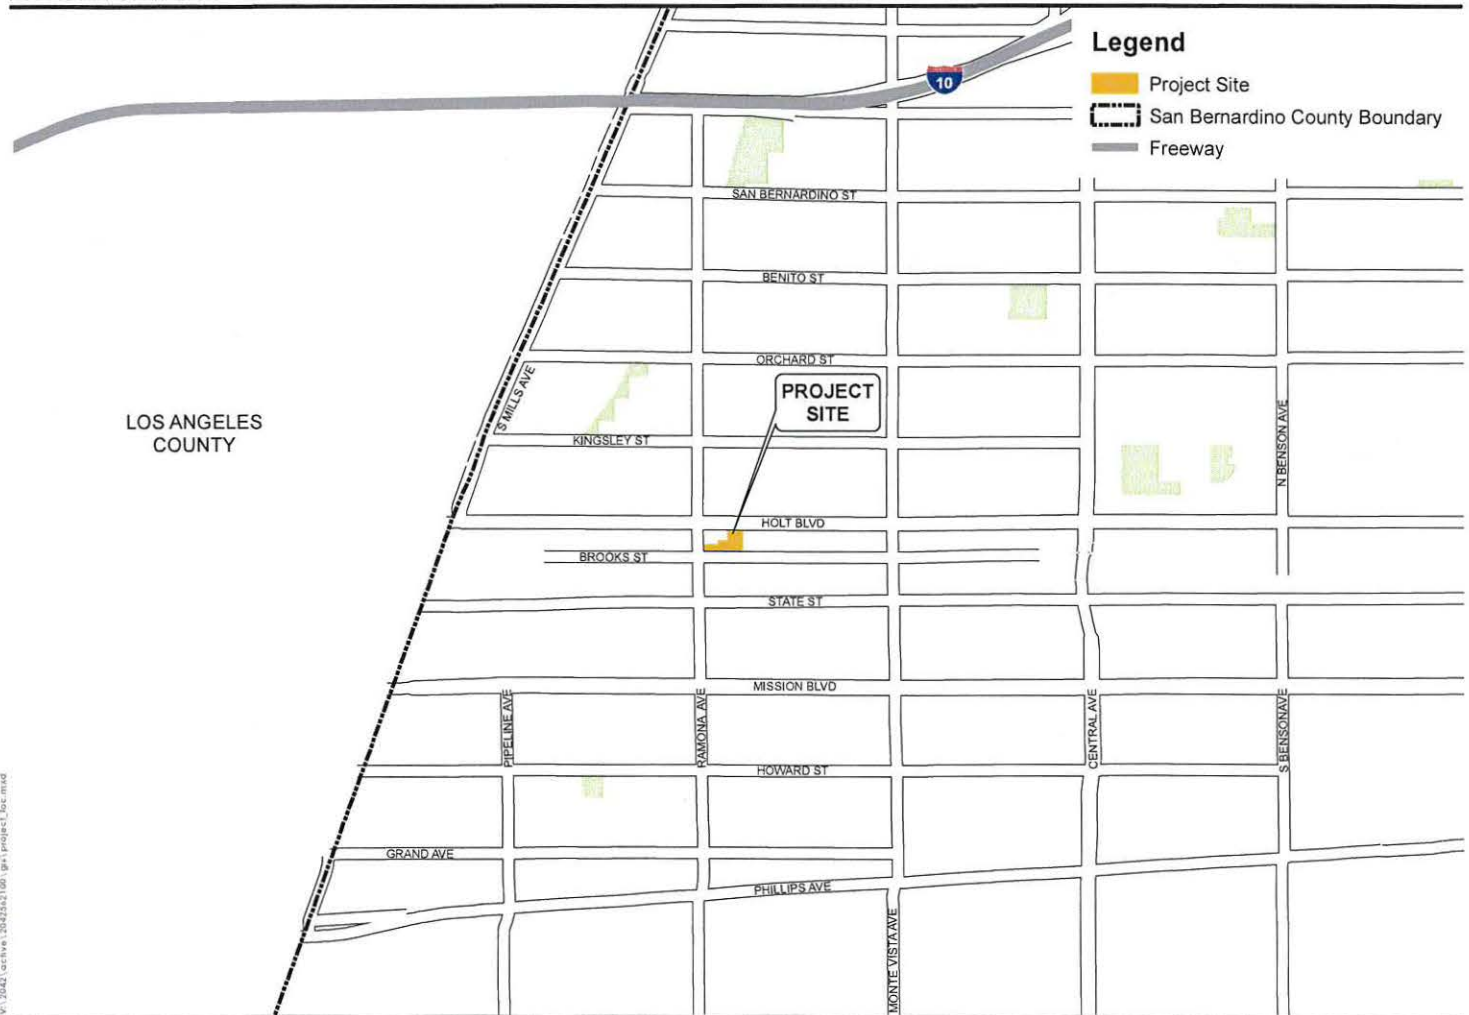 Legend
Project Site
San Bernardino County Boundary
Freeway
10
SAN BERNARDINO ST
BENITO ST
ORCHARD ST
S MILLS AVE
PROJECT
SITE
LOS ANGELES
COUNTY
KINGSLEY ST
N BENSON AVE
HOLT BLVD
BROOKS ST
STATE ST
MISSION BLVD
PIPELINE AVE
RAMONA AVE
CENTRAL AVE
S BENSONAVE
HOWARD ST
GRAND AVE
PHILLIPS AVE
MONTE VISTA AVE